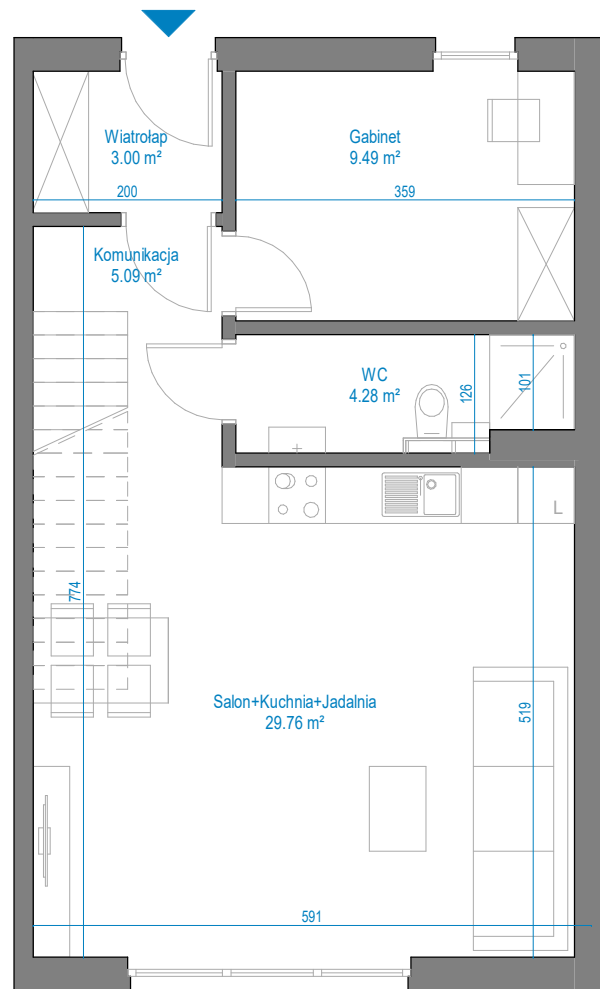 Wiatrołap
3.00 m²
Gabinet
9.49 m²
200
359
Komunikacja
5.09 m²
WC
4.28 m²
126
101
L
774
Salon+Kuchnia+Jadalnia
29.76 m²
519
591